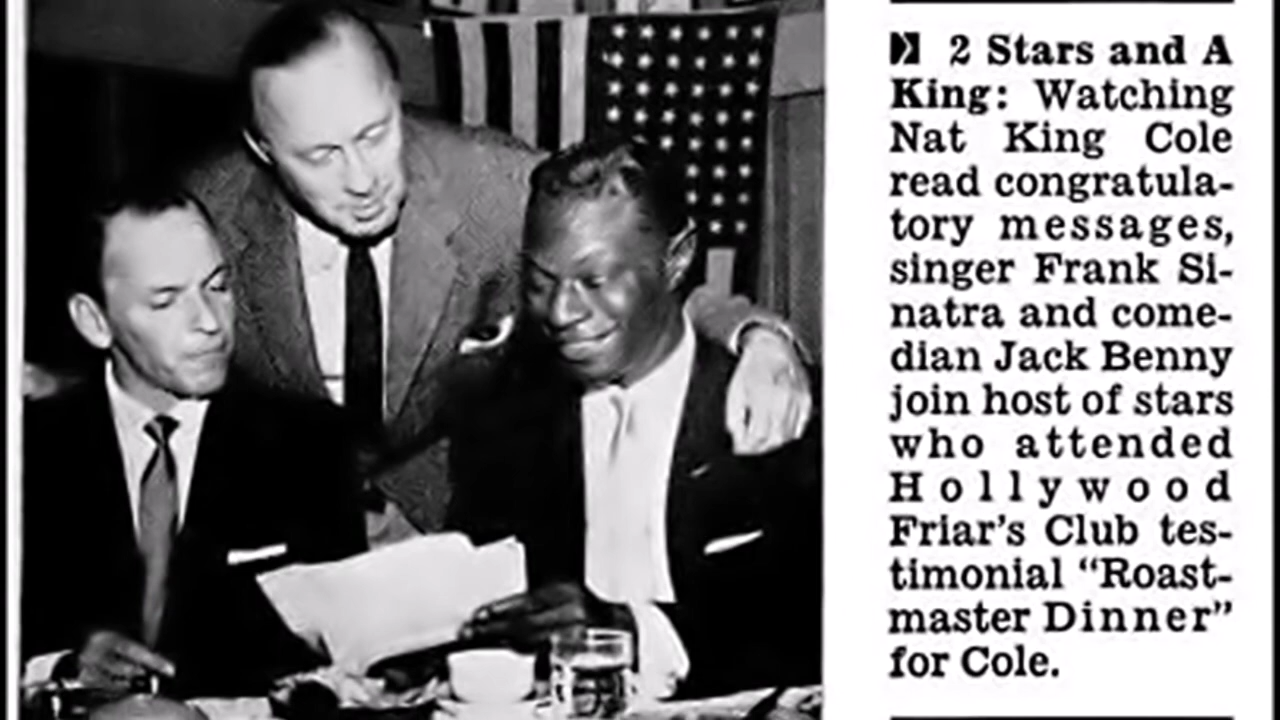 2 Stars and A
King: Watching
Nat King Cole
read congratula-
tory messages,
singer Frank Si-
natra and come-
dian Jack Benny
join host of stars
who attended
Hollywood
Friar's Club tes-
timonial “Roast-
master Dinner”
for Cole.